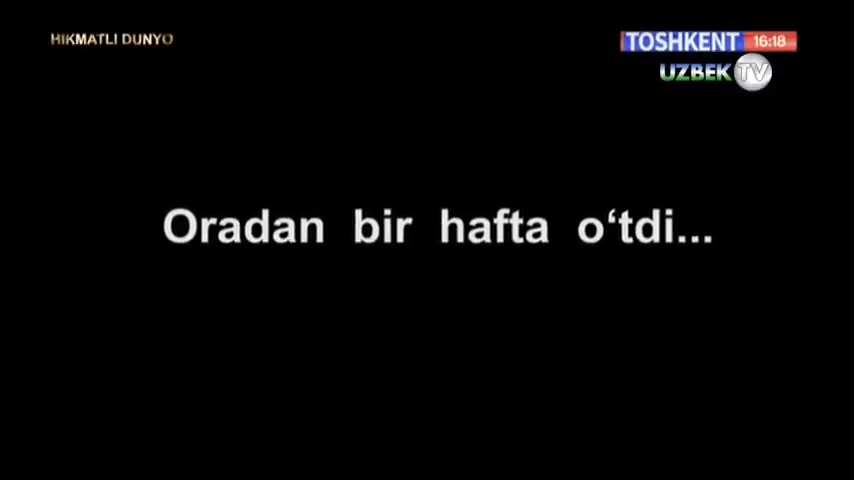 HIKMATLI DUNYO
TOSHKENT 16:18
UZBEK TV
Oradan bir hafta o‘tdi...